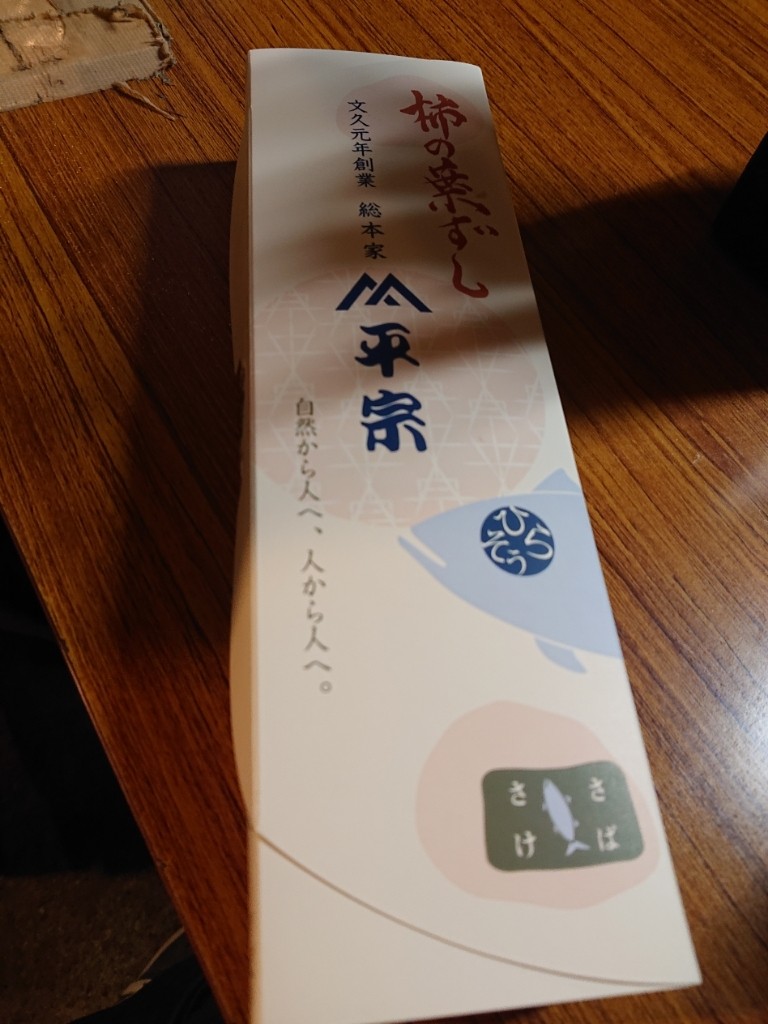 柿の葉ずし
文久元年創業 総本家
平宗
自然から人へ、人から人へ。
ひらそう
さば
さけ